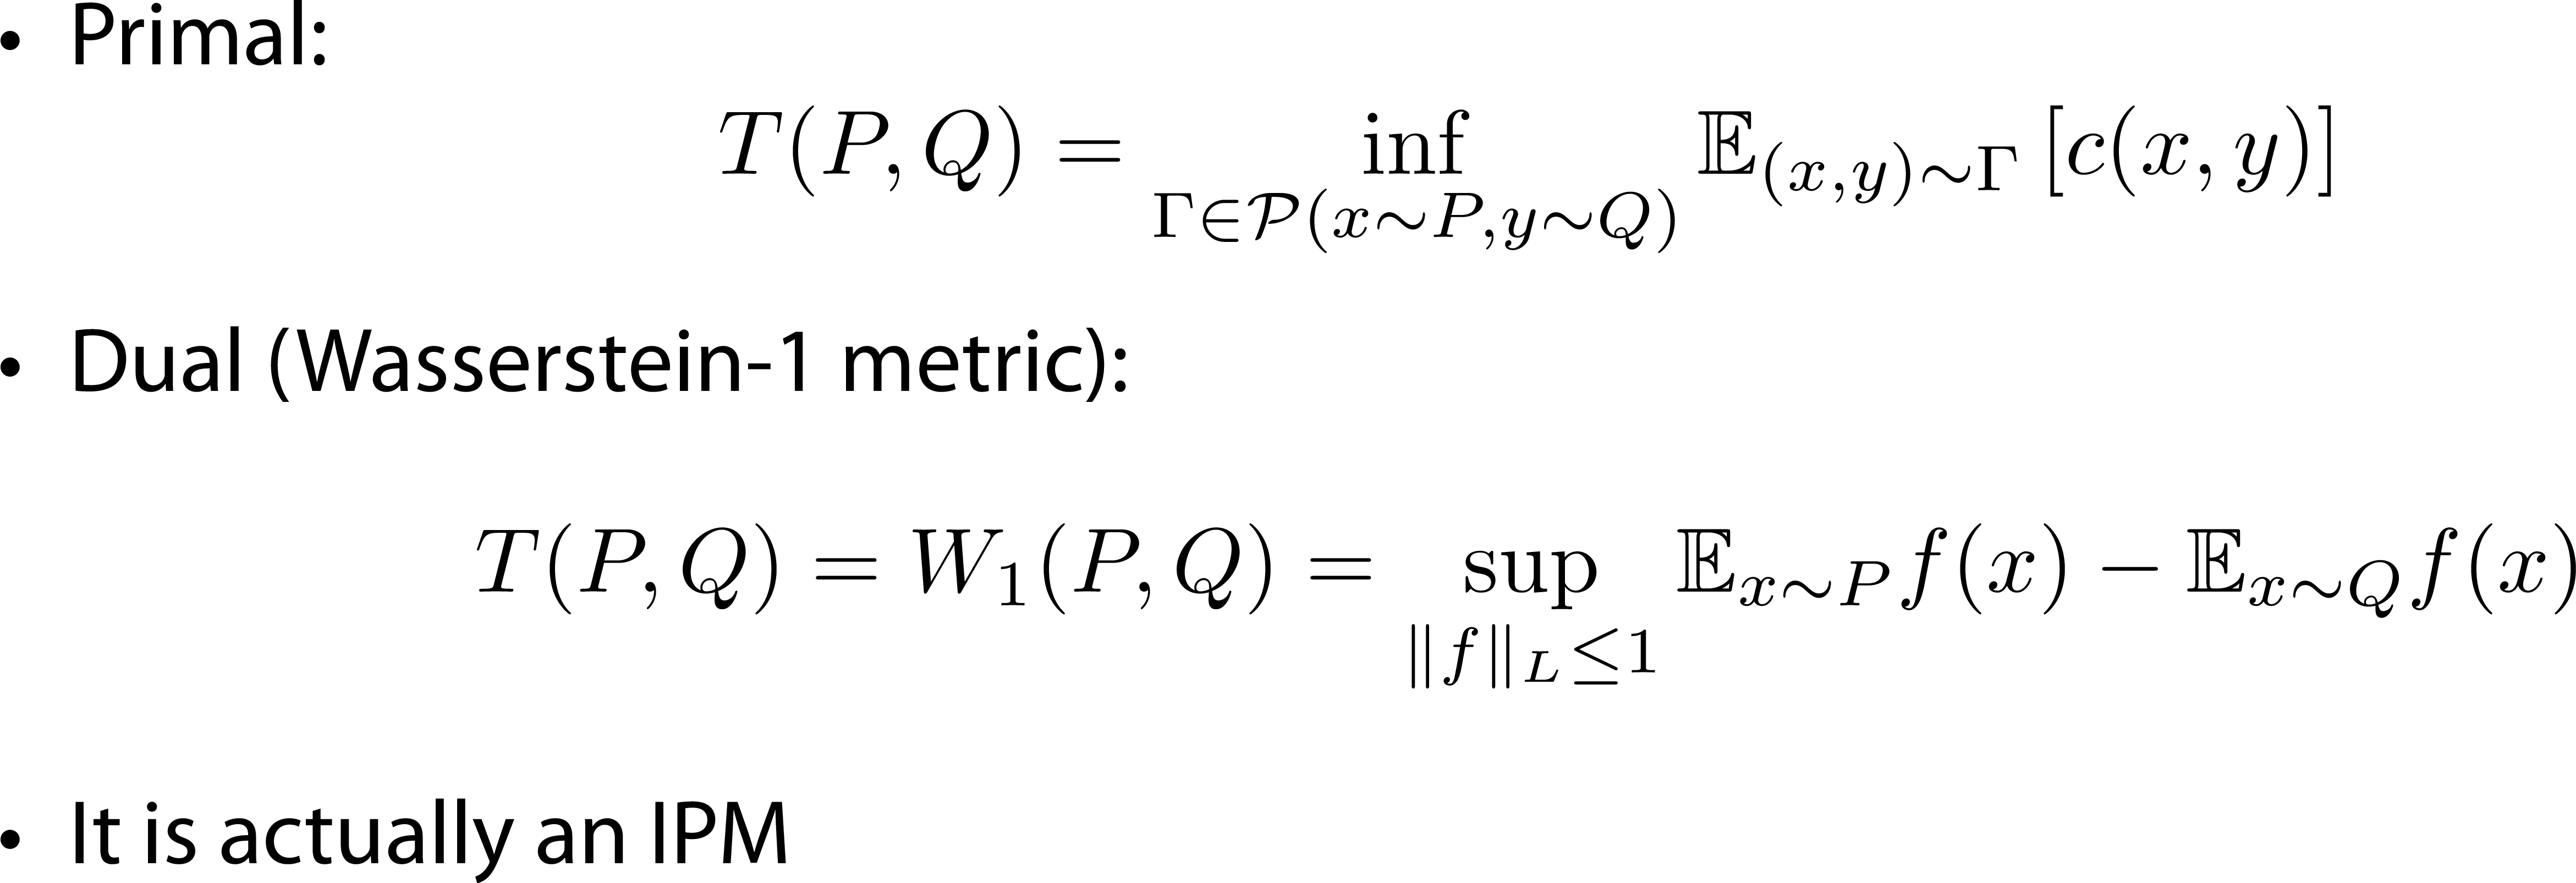 • Primal:
T(P, Q) = inf_{Γ∈𝒫(x∼P,y∼Q)} 𝔼_{(x,y)∼Γ} [c(x, y)]
• Dual (Wasserstein-1 metric):
T(P, Q) = W_1(P, Q) = sup_{‖f‖_L≤1} 𝔼_{x∼P} f(x) − 𝔼_{x∼Q} f(x)
• It is actually an IPM